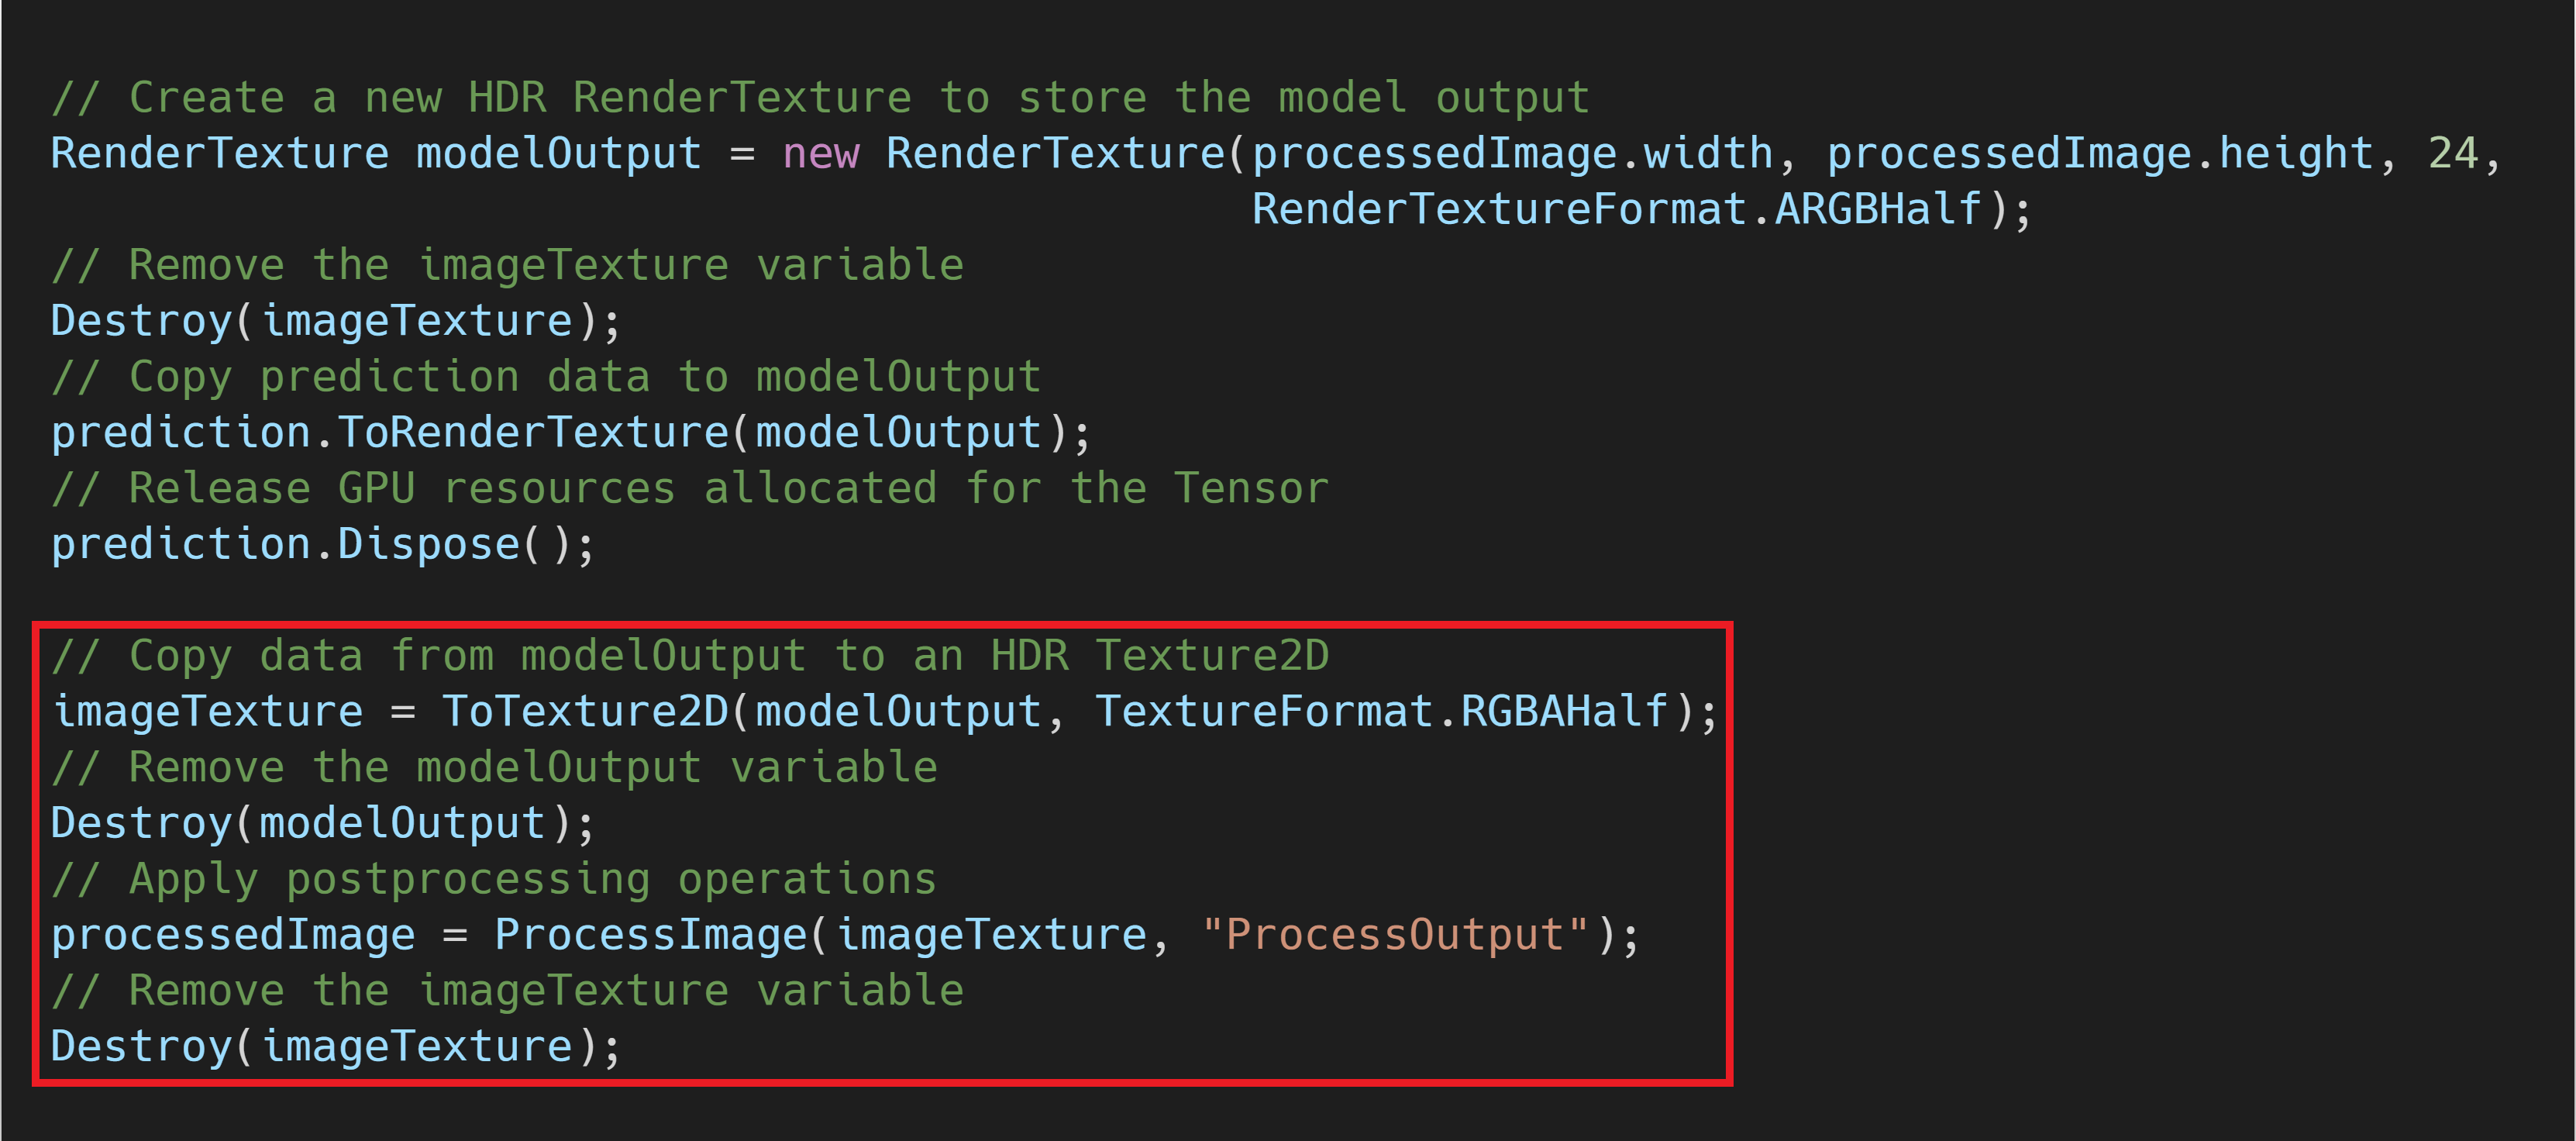 // Create a new HDR RenderTexture to store the model output
RenderTexture modelOutput = new RenderTexture(processedImage.width, processedImage.height, 24,
RenderTextureFormat.ARGBHalf);
// Remove the imageTexture variable
Destroy(imageTexture);
// Copy prediction data to modelOutput
prediction.ToRenderTexture(modelOutput);
// Release GPU resources allocated for the Tensor
prediction.Dispose();
// Copy data from modelOutput to an HDR Texture2D
imageTexture = ToTexture2D(modelOutput, TextureFormat.RGBAHalf);
// Remove the modelOutput variable
Destroy(modelOutput);
// Apply postprocessing operations
processedImage = ProcessImage(imageTexture, "ProcessOutput");
// Remove the imageTexture variable
Destroy(imageTexture);